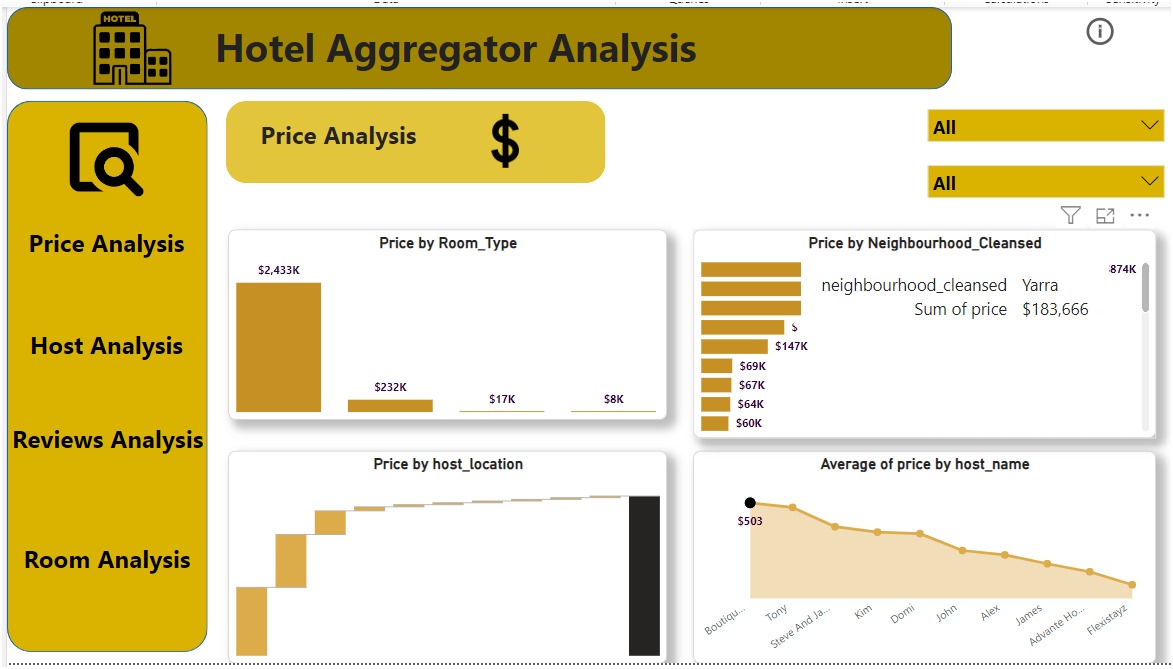 HOTEL
Hotel Aggregator Analysis
Price Analysis
$
All
All
Price Analysis
Host Analysis
Reviews Analysis
Room Analysis
Price by Room_Type
$2,433K
$232K
$17K
$8K
Price by Neighbourhood_Cleansed
874K
neighbourhood_cleansed Yarra
Sum of price $183,666
$
$147K
$69K
$67K
$64K
$60K
Price by host_location
Average of price by host_name
$503
Boutiqu...
Tony
Steve And Ja...
Kim
Domi
John
Alex
James
Advante Ho...
Flexistayz